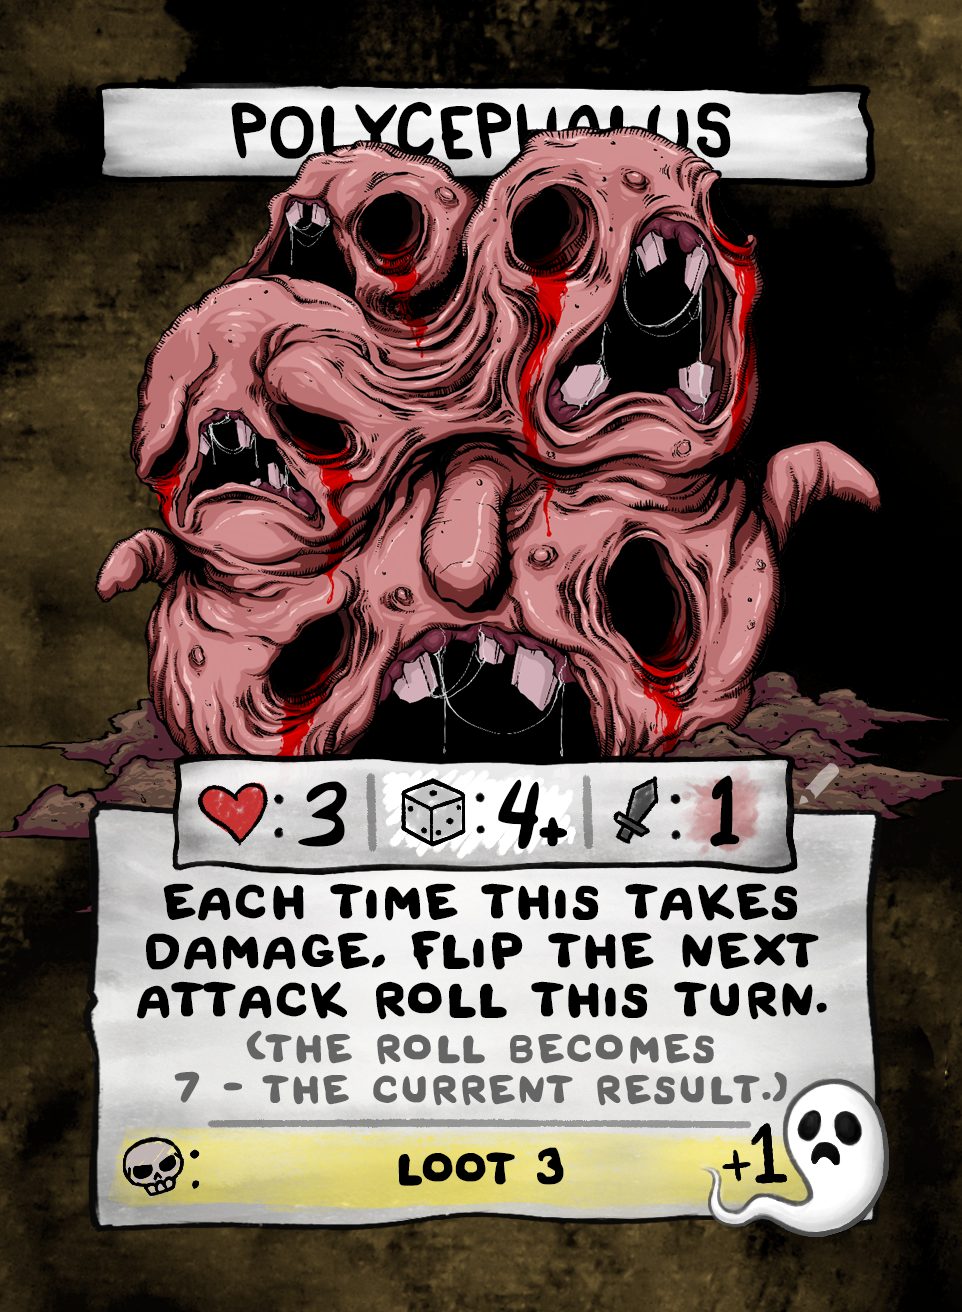 POLYCEPHALUS
: 3 : 4+ : 1
EACH TIME THIS TAKES
DAMAGE, FLIP THE NEXT
ATTACK ROLL THIS TURN.
(THE ROLL BECOMES
7 - THE CURRENT RESULT.)
: LOOT 3 +1